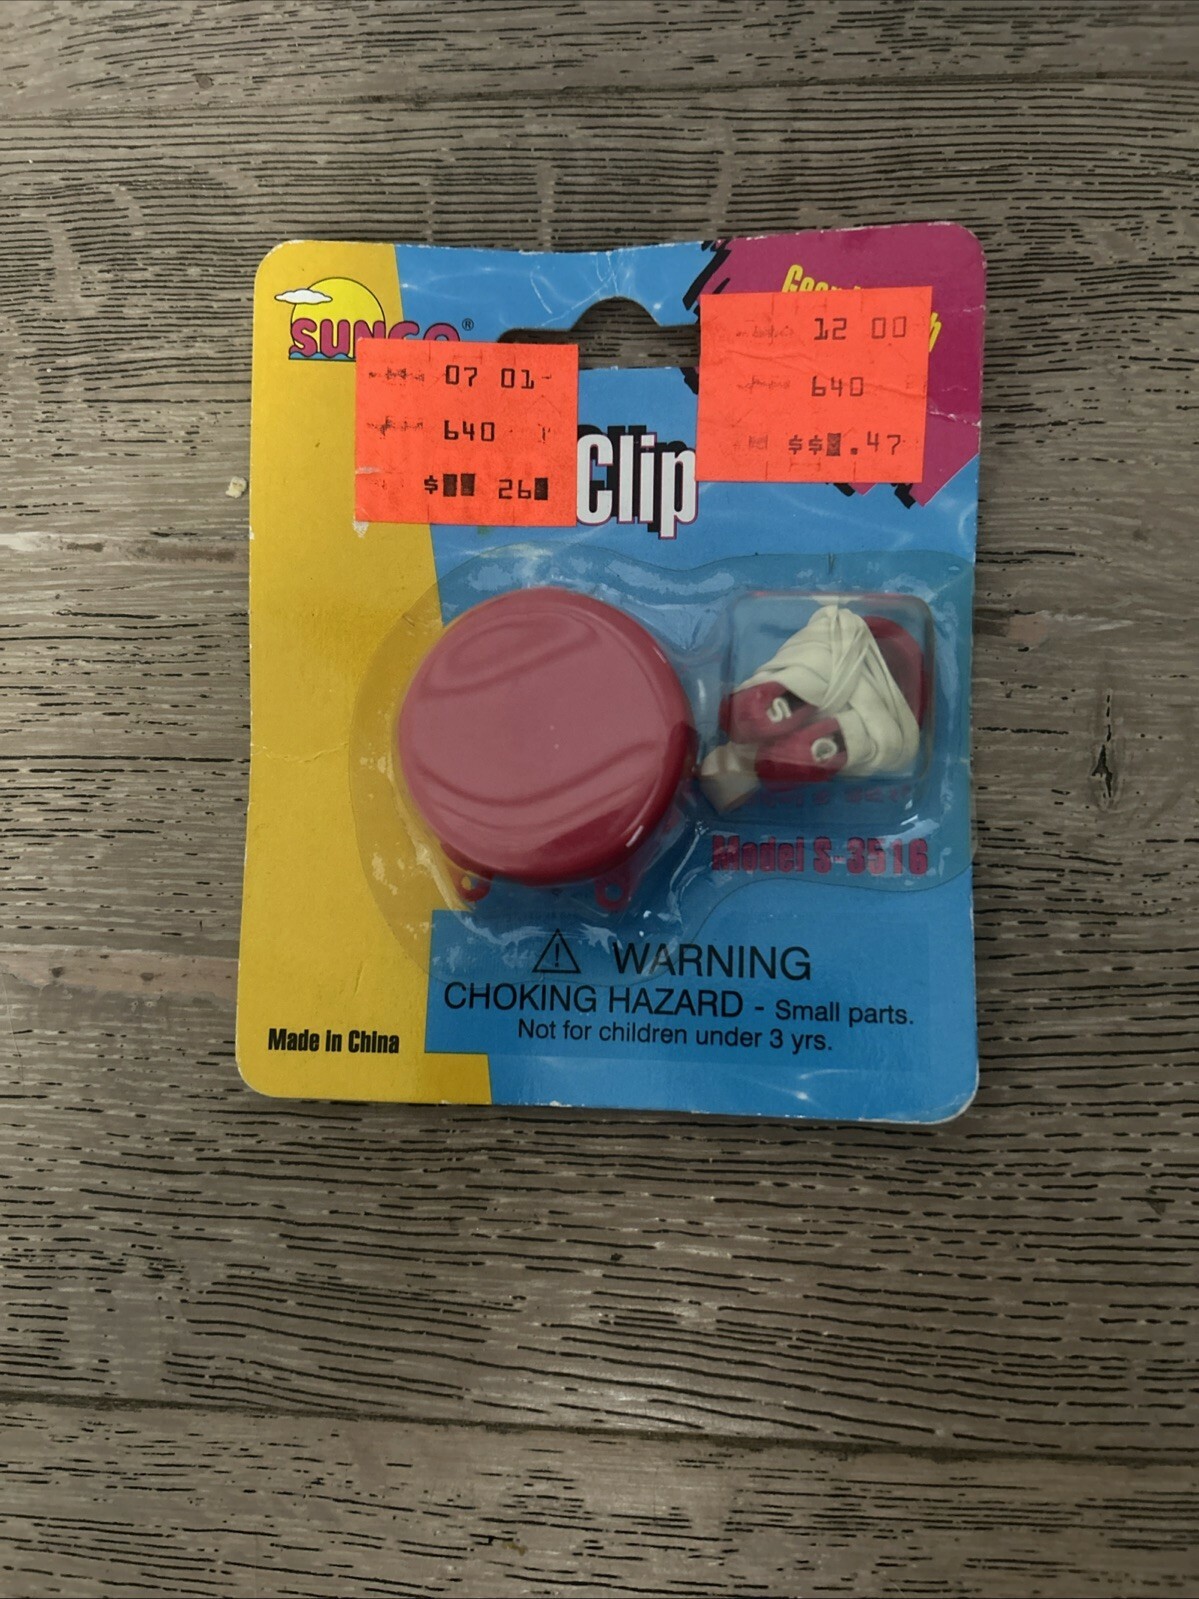 SUNGO®
07 01
640
$ 26
12 00
640
$$ .47
Clip
S
Model S-3516
WARNING
CHOKING HAZARD - Small parts.
Not for children under 3 yrs.
Made in China